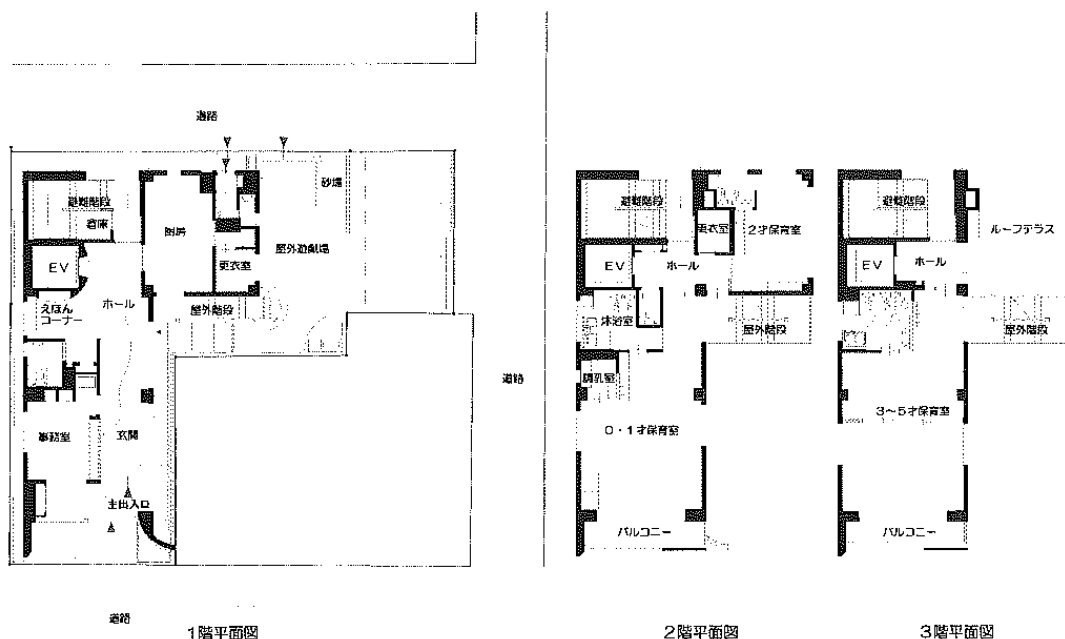 道路
砂場
避難階段
倉庫
厨房
屋外遊戯場
EV
更衣室
ホール
えほん
コーナー
屋外階段
事務室
玄関
主出入口
道路
道路
1階平面図
避難階段
更衣室
2才保育室
EV
ホール
沐浴室
屋外階段
調乳室
0・1才保育室
バルコニー
2階平面図
避難階段
ルーフテラス
EV
ホール
屋外階段
3〜5才保育室
バルコニー
3階平面図